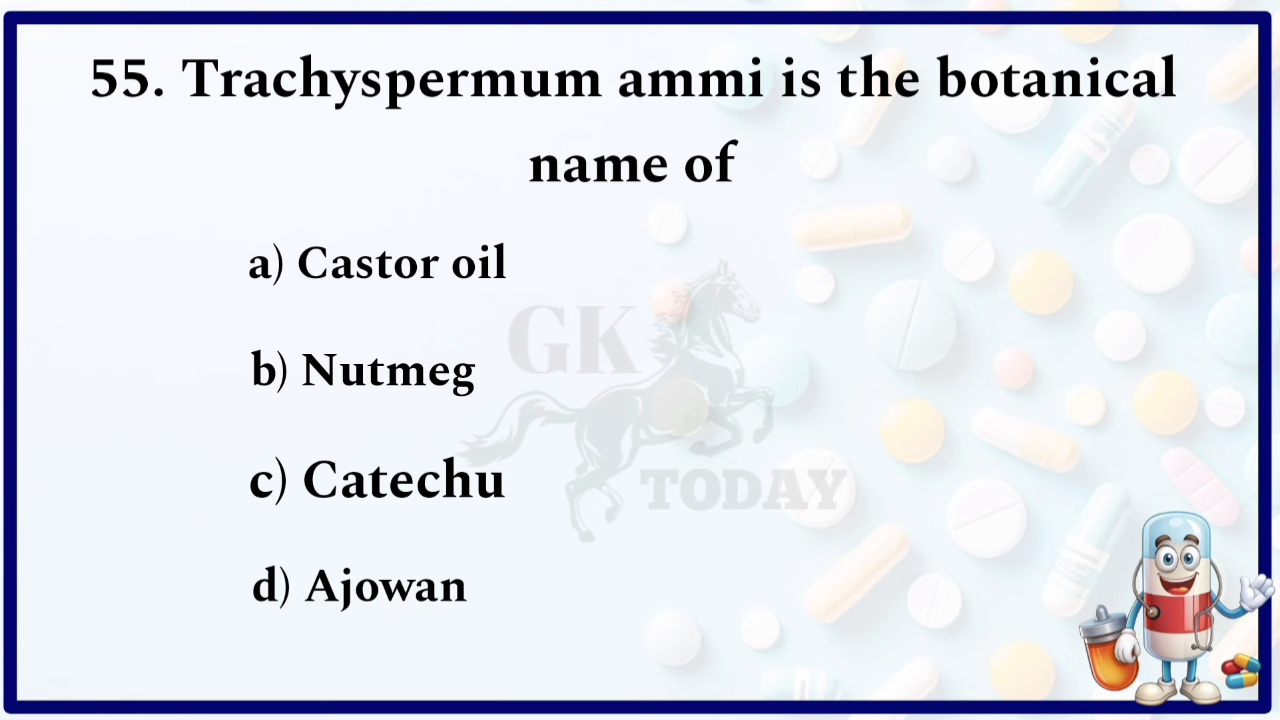 55. Trachyspermum ammi is the botanical
name of
a) Castor oil
b) Nutmeg
c) Catechu
d) Ajowan
GK
TODAY